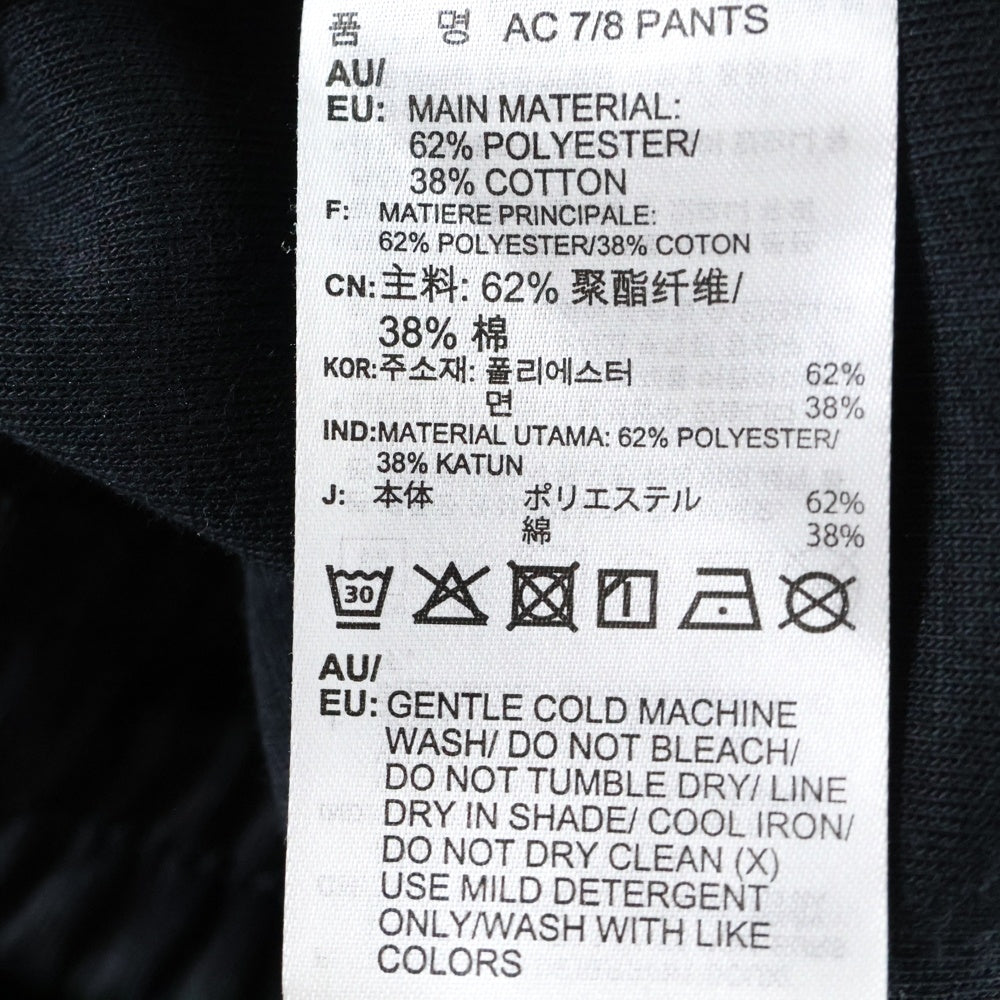 품 명 AC 7/8 PANTS
AU/
EU: MAIN MATERIAL:
62% POLYESTER/
38% COTTON
F: MATIERE PRINCIPALE:
62% POLYESTER/38% COTON
CN: 主料: 62% 聚酯纤维/
38% 棉
KOR: 주소재: 폴리에스터 62%
면 38%
IND: MATERIAL UTAMA: 62% POLYESTER/
38% KATUN
J: 本体 ポリエステル 62%
綿 38%
30
AU/
EU: GENTLE COLD MACHINE
WASH/ DO NOT BLEACH/
DO NOT TUMBLE DRY/ LINE
DRY IN SHADE/ COOL IRON/
DO NOT DRY CLEAN (X)
USE MILD DETERGENT
ONLY/WASH WITH LIKE
COLORS